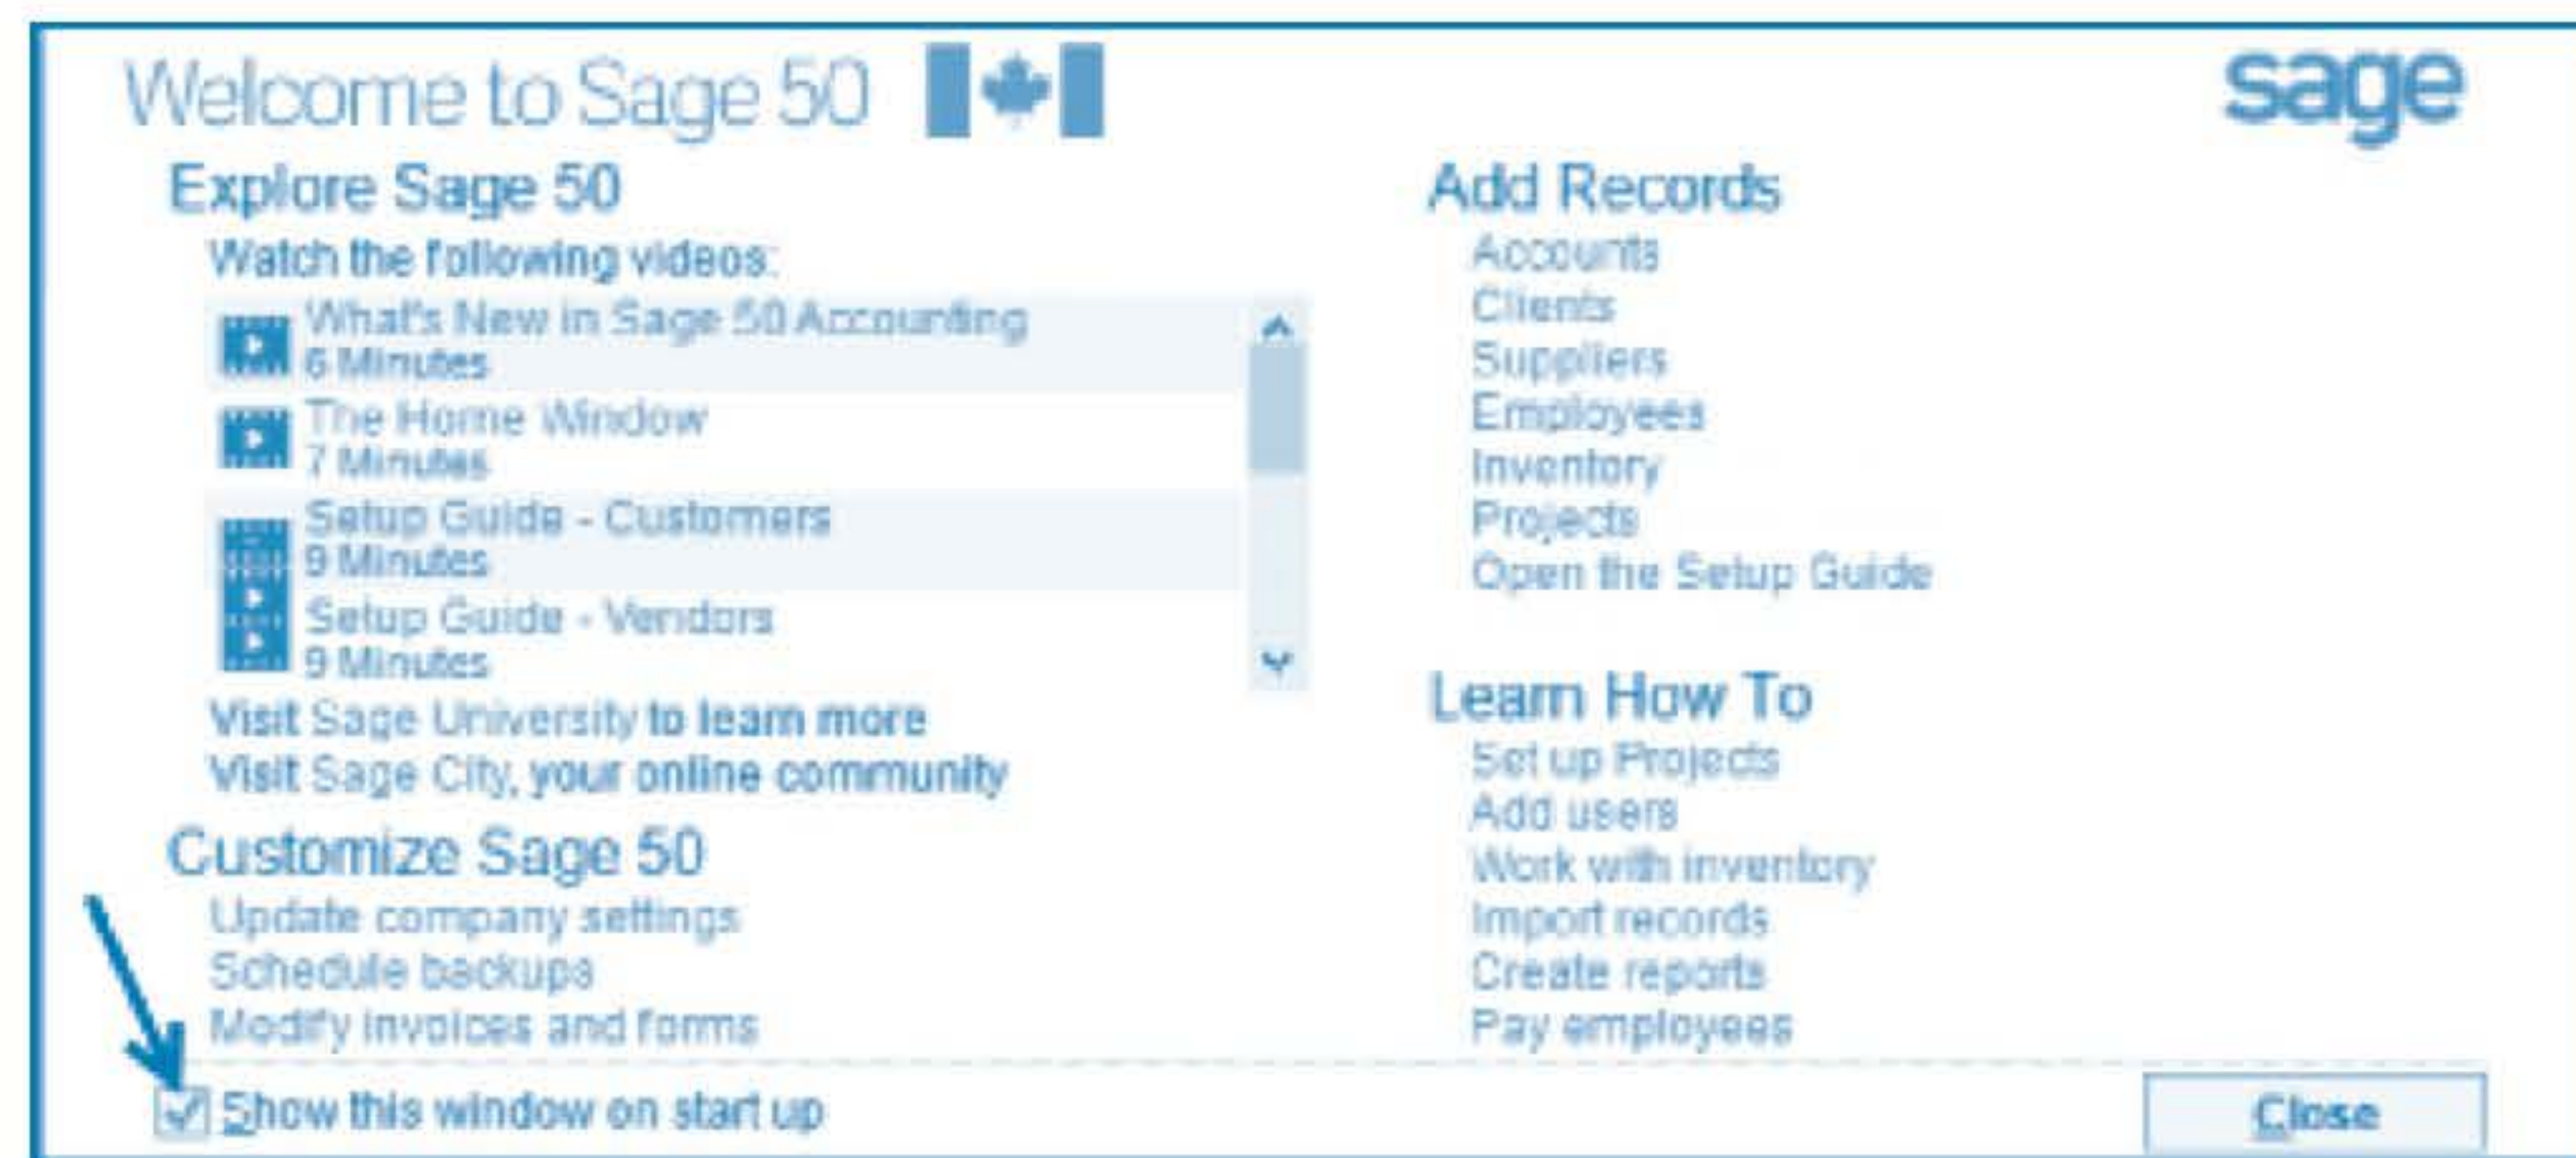 Welcome to Sage 50
sage
Explore Sage 50
Watch the following videos:
What's New in Sage 50 Accounting
6 Minutes
The Home Window
7 Minutes
Setup Guide - Customers
9 Minutes
Setup Guide - Vendors
9 Minutes
Visit Sage University to learn more
Visit Sage City, your online community
Customize Sage 50
Update company settings
Schedule backups
Modify invoices and forms
Show this window on start up
Add Records
Accounts
Clients
Suppliers
Employees
Inventory
Projects
Open the Setup Guide
Learn How To
Set up Projects
Add users
Work with inventory
Import records
Create reports
Pay employees
Close